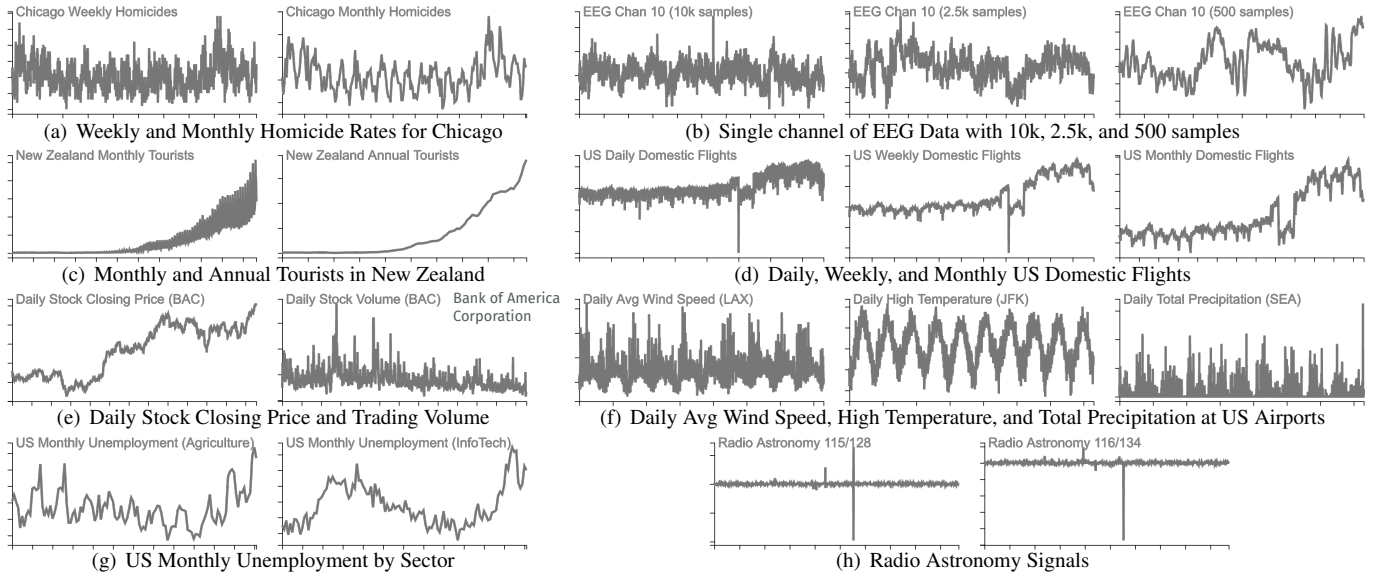 Chicago Weekly Homicides
Chicago Monthly Homicides
EEG Chan 10 (10k samples)
EEG Chan 10 (2.5k samples)
EEG Chan 10 (500 samples)
(a) Weekly and Monthly Homicide Rates for Chicago
(b) Single channel of EEG Data with 10k, 2.5k, and 500 samples
New Zealand Monthly Tourists
New Zealand Annual Tourists
US Daily Domestic Flights
US Weekly Domestic Flights
US Monthly Domestic Flights
(c) Monthly and Annual Tourists in New Zealand
(d) Daily, Weekly, and Monthly US Domestic Flights
Daily Stock Closing Price (BAC)
Daily Stock Volume (BAC)
Bank of America
Corporation
Daily Avg Wind Speed (LAX)
Daily High Temperature (JFK)
Daily Total Precipitation (SEA)
(e) Daily Stock Closing Price and Trading Volume
(f) Daily Avg Wind Speed, High Temperature, and Total Precipitation at US Airports
US Monthly Unemployment (Agriculture)
US Monthly Unemployment (InfoTech)
Radio Astronomy 115/128
Radio Astronomy 116/134
(g) US Monthly Unemployment by Sector
(h) Radio Astronomy Signals